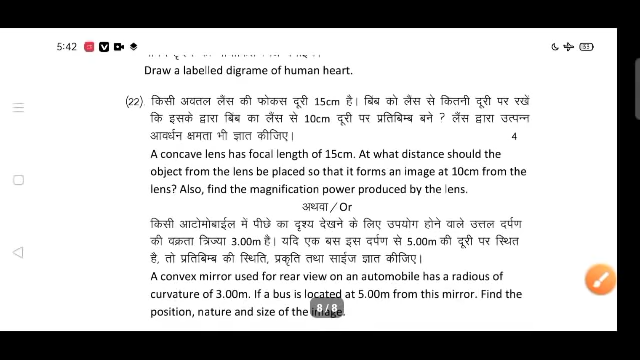 5:42
Draw a labelled digrame of human heart.
(22) किसी अवतल लैंस की फोकस दूरी 15cm है। बिंब को लैंस से कितनी दूरी पर रखें
कि इसके द्वारा बिंब का लैंस से 10cm दूरी पर प्रतिबिम्ब बने ? लैंस द्वारा उत्पन्न
आवर्धन क्षमता भी ज्ञात कीजिए। 4
A concave lens has focal length of 15cm. At what distance should the
object from the lens be placed so that it forms an image at 10cm from the
lens? Also, find the magnification power produced by the lens.
अथवा/Or
किसी आटोमोबाईल में पीछे का दृश्य देखने के लिए उपयोग होने वाले उत्तल दर्पण
की वक्रता त्रिज्या 3.00m है। यदि एक बस इस दर्पण से 5.00m की दूरी पर स्थित
है, तो प्रतिबिम्ब की स्थिति, प्रकृति तथा साईज ज्ञात कीजिए।
A convex mirror used for rear view on an automobile has a radious of
curvature of 3.00m. If a bus is located at 5.00m from this mirror. Find the
position, nature and size of the image.
8/8